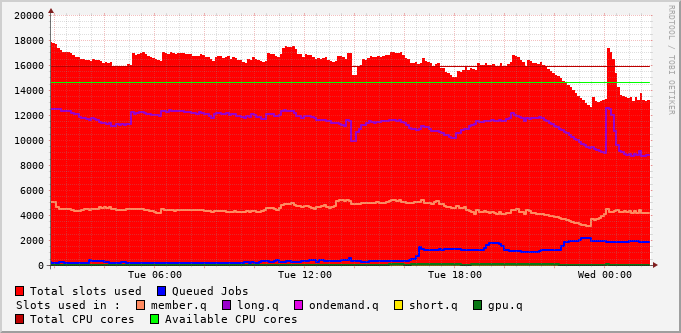 20000
18000
16000
14000
12000
10000
8000
6000
4000
2000
0
Tue 06:00 Tue 12:00 Tue 18:00 Wed 00:00
RRDTOOL / TOBI OETIKER
Total slots used Queued Jobs
Slots used in : member.q long.q ondemand.q short.q gpu.q
Total CPU cores Available CPU cores